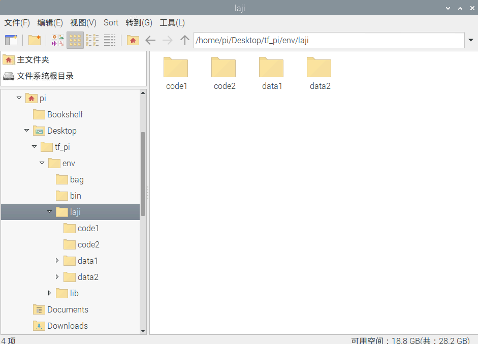 laji
文件(F) 编辑(E) 视图(V) Sort 转到(G) 工具(L)
/home/pi/Desktop/tf_pi/env/laji
主文件夹
文件系统根目录
pi
Bookshelf
Desktop
tf_pi
env
bag
bin
laji
code1
code2
data1
data2
lib
Documents
Downloads
code1 code2 data1 data2
4 项 可用空间：18.8 GB(共：28.2 GB)